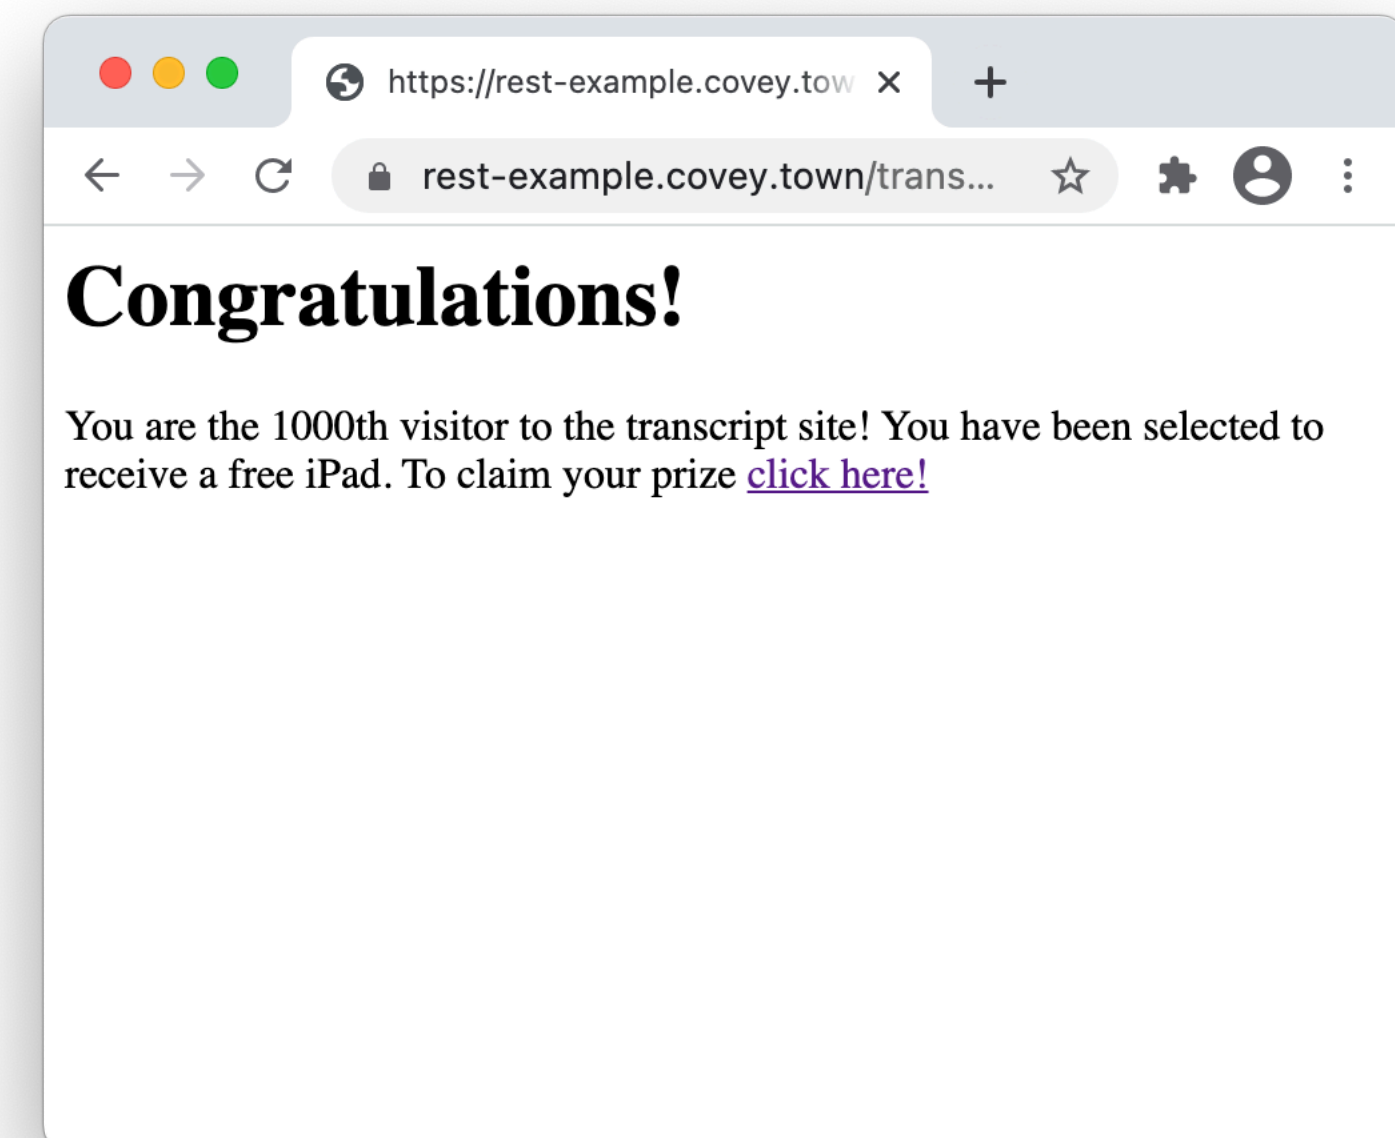 https://rest-example.covey.tow
rest-example.covey.town/trans...
Congratulations!
You are the 1000th visitor to the transcript site! You have been selected to
receive a free iPad. To claim your prize click here!